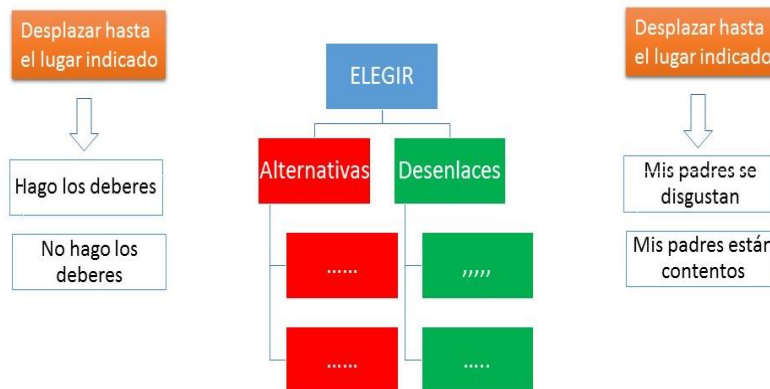 Desplazar hasta
el lugar indicado
Hago los deberes
No hago los
deberes
ELEGIR
Alternativas
Desenlaces
......
,,,,,
......
.....
Desplazar hasta
el lugar indicado
Mis padres se
disgustan
Mis padres están
contentos